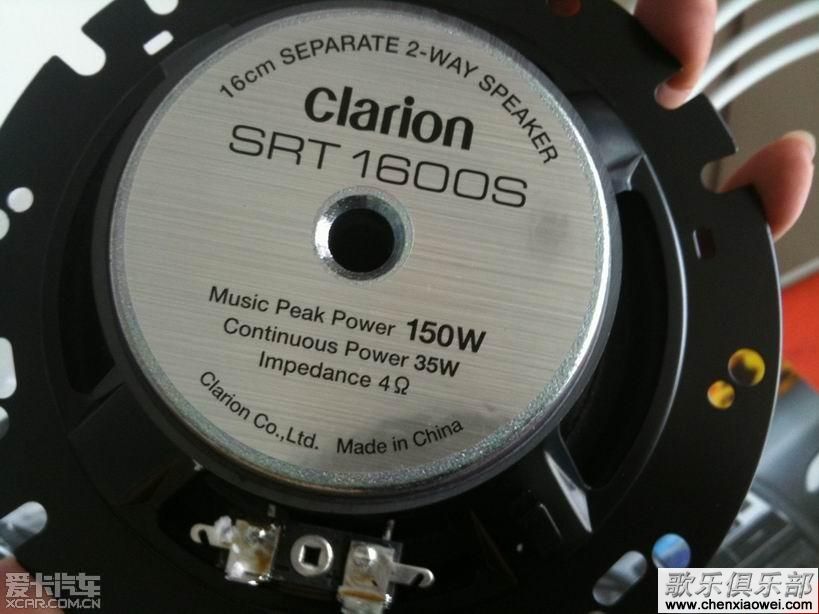 16cm SEPARATE 2-WAY SPEAKER
Clarion
SRT 1600S
Music Peak Power 150W
Continuous Power 35W
Impedance 4Ω
Clarion Co.,Ltd. Made in China
爱卡汽车
XCAR.COM.CN
歌乐俱乐部
www.chenxiaowei.com